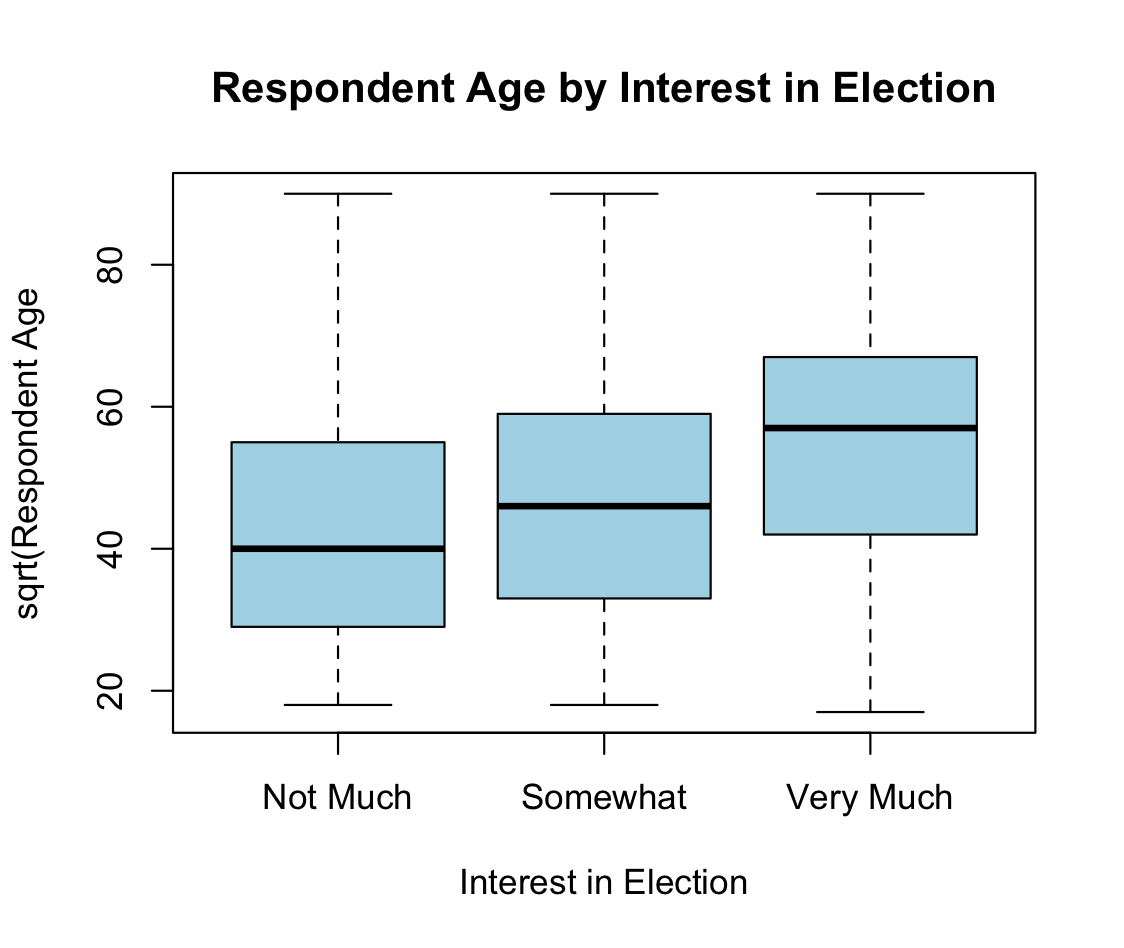 Respondent Age by Interest in Election
sqrt(Respondent Age
80
60
40
20
Not Much
Somewhat
Very Much
Interest in Election